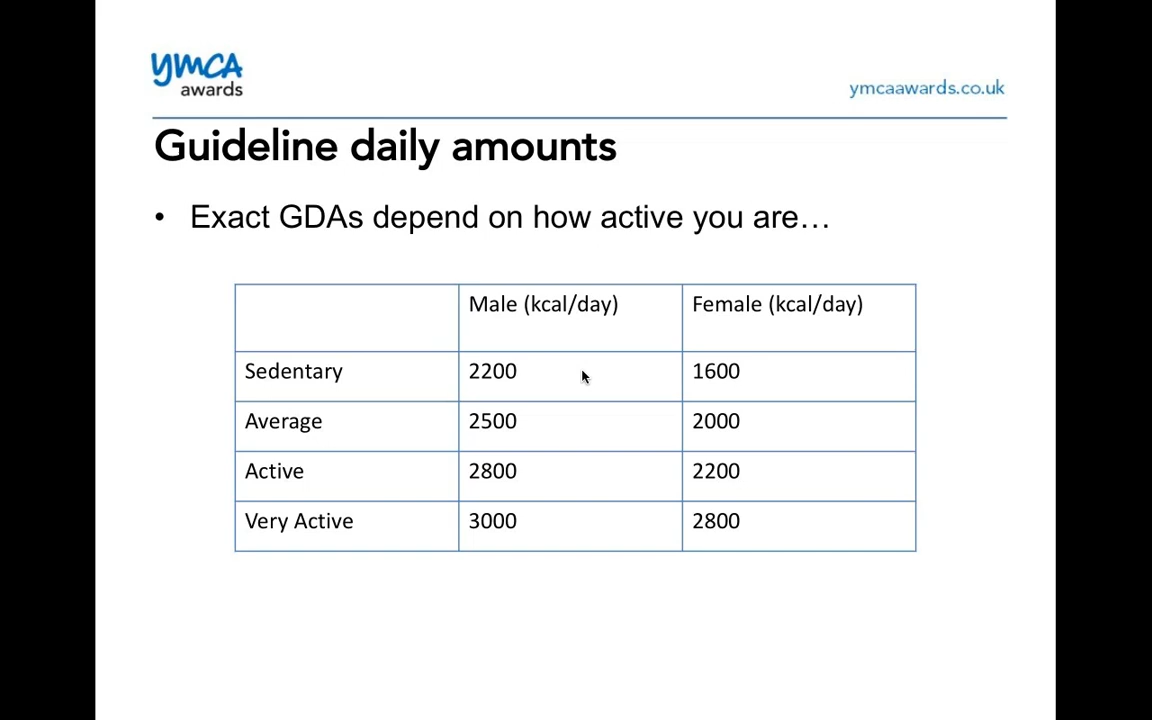 ymca
awards
ymcaawards.co.uk
Guideline daily amounts
• Exact GDAs depend on how active you are…
Male (kcal/day) Female (kcal/day)
Sedentary 2200 1600
Average 2500 2000
Active 2800 2200
Very Active 3000 2800